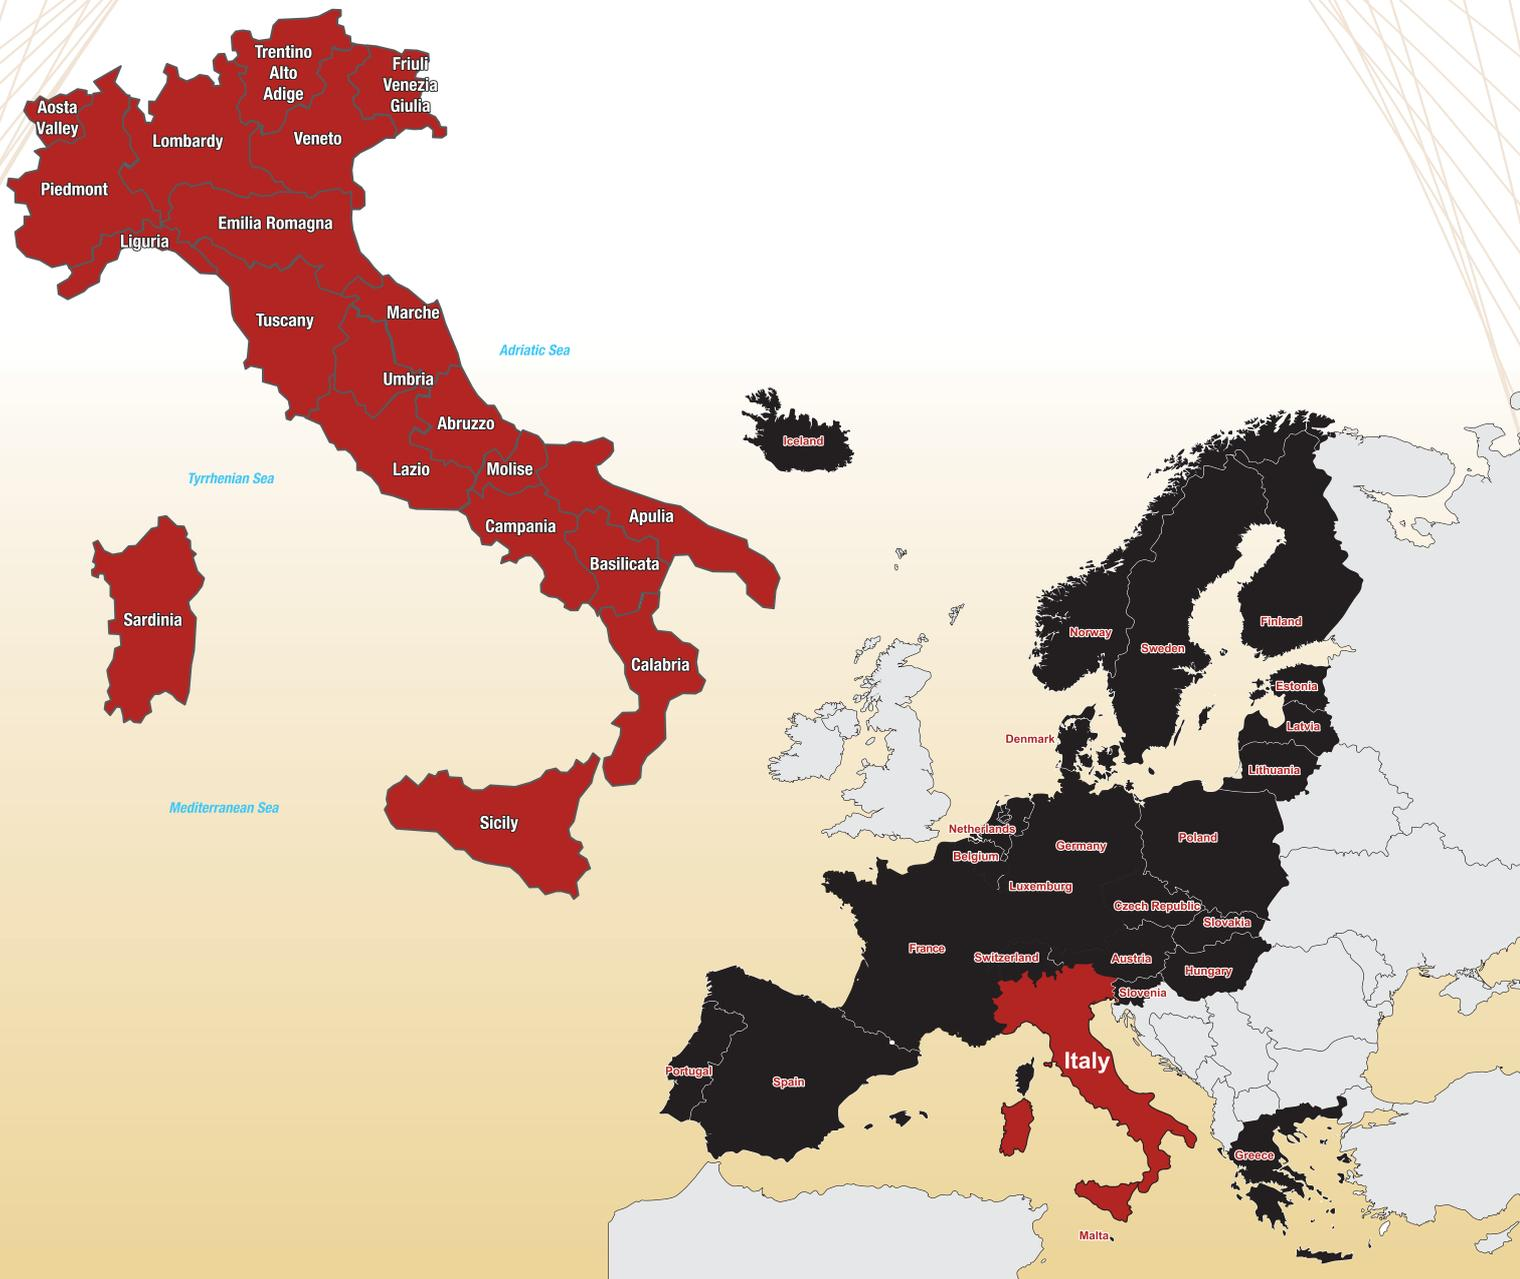 Trentino
Alto
Adige
Friuli
Venezia
Giulia
Aosta
Valley
Lombardy
Veneto
Piedmont
Emilia Romagna
Liguria
Marche
Tuscany
Adriatic Sea
Umbria
Abruzzo
Lazio
Molise
Tyrrhenian Sea
Campania
Apulia
Basilicata
Sardinia
Calabria
Mediterranean Sea
Sicily
Iceland
Finland
Norway
Sweden
Estonia
Latvia
Denmark
Lithuania
Netherlands
Poland
Germany
Belgium
Luxemburg
Czech Republic
Slovakia
France
Switzerland
Austria
Hungary
Slovenia
Italy
Portugal
Spain
Greece
Malta